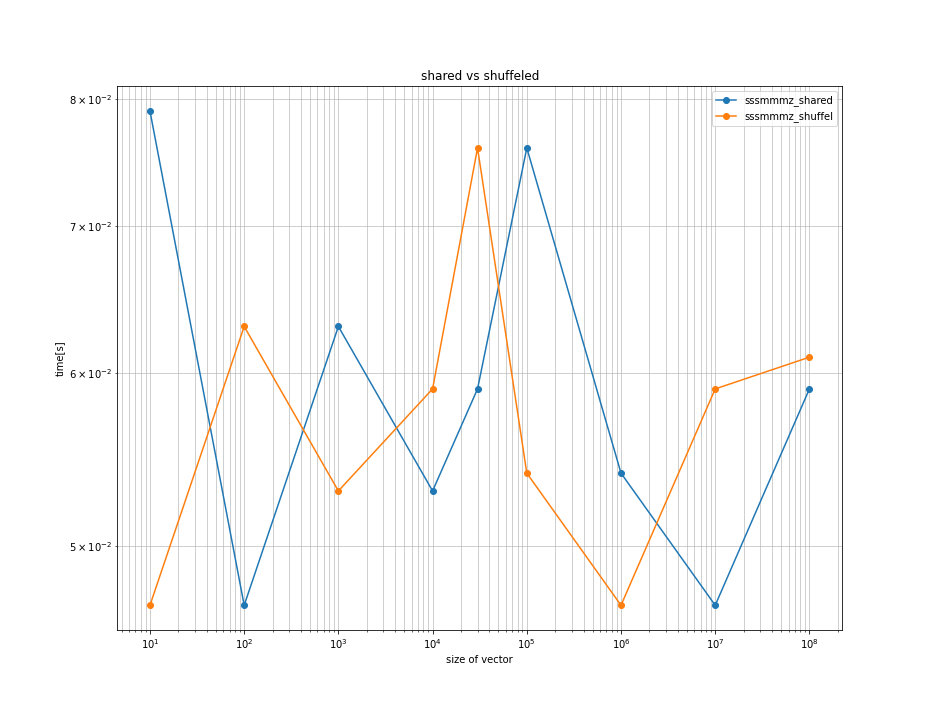 shared vs shuffeled
sssmmmz_shared
sssmmmz_shuffel
8 × 10⁻²
7 × 10⁻²
6 × 10⁻²
5 × 10⁻²
time[s]
10¹ 10² 10³ 10⁴ 10⁵ 10⁶ 10⁷ 10⁸
size of vector